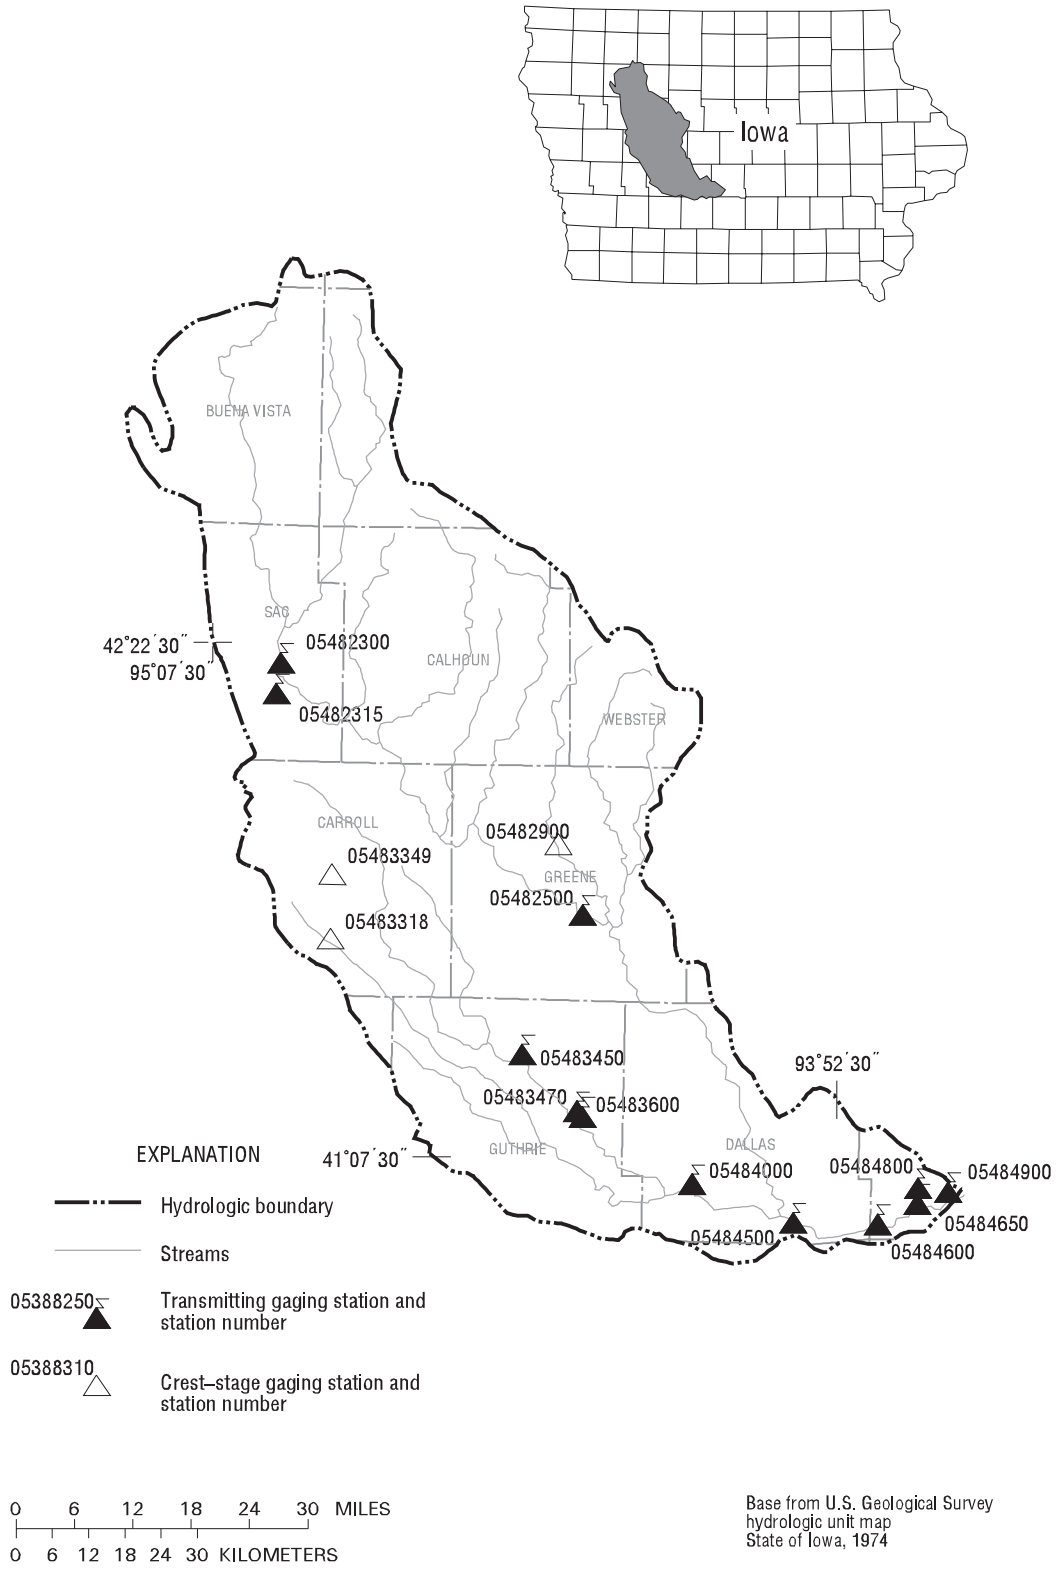 Iowa
BUENA VISTA
SAC
42°22′30″
95°07′30″
05482300
CALHOUN
05482315
WEBSTER
CARROLL
05482900
05483349
GREENE
05482500
05483318
05483450
93°52′30″
05483470
05483600
GUTHRIE
DALLAS
41°07′30″
05484000
05484800
05484900
05484650
05484500
05484600
EXPLANATION
Hydrologic boundary
Streams
05388250
Transmitting gaging station and
station number
05388310
Crest–stage gaging station and
station number
0 6 12 18 24 30 MILES
0 6 12 18 24 30 KILOMETERS
Base from U.S. Geological Survey
hydrologic unit map
State of Iowa, 1974